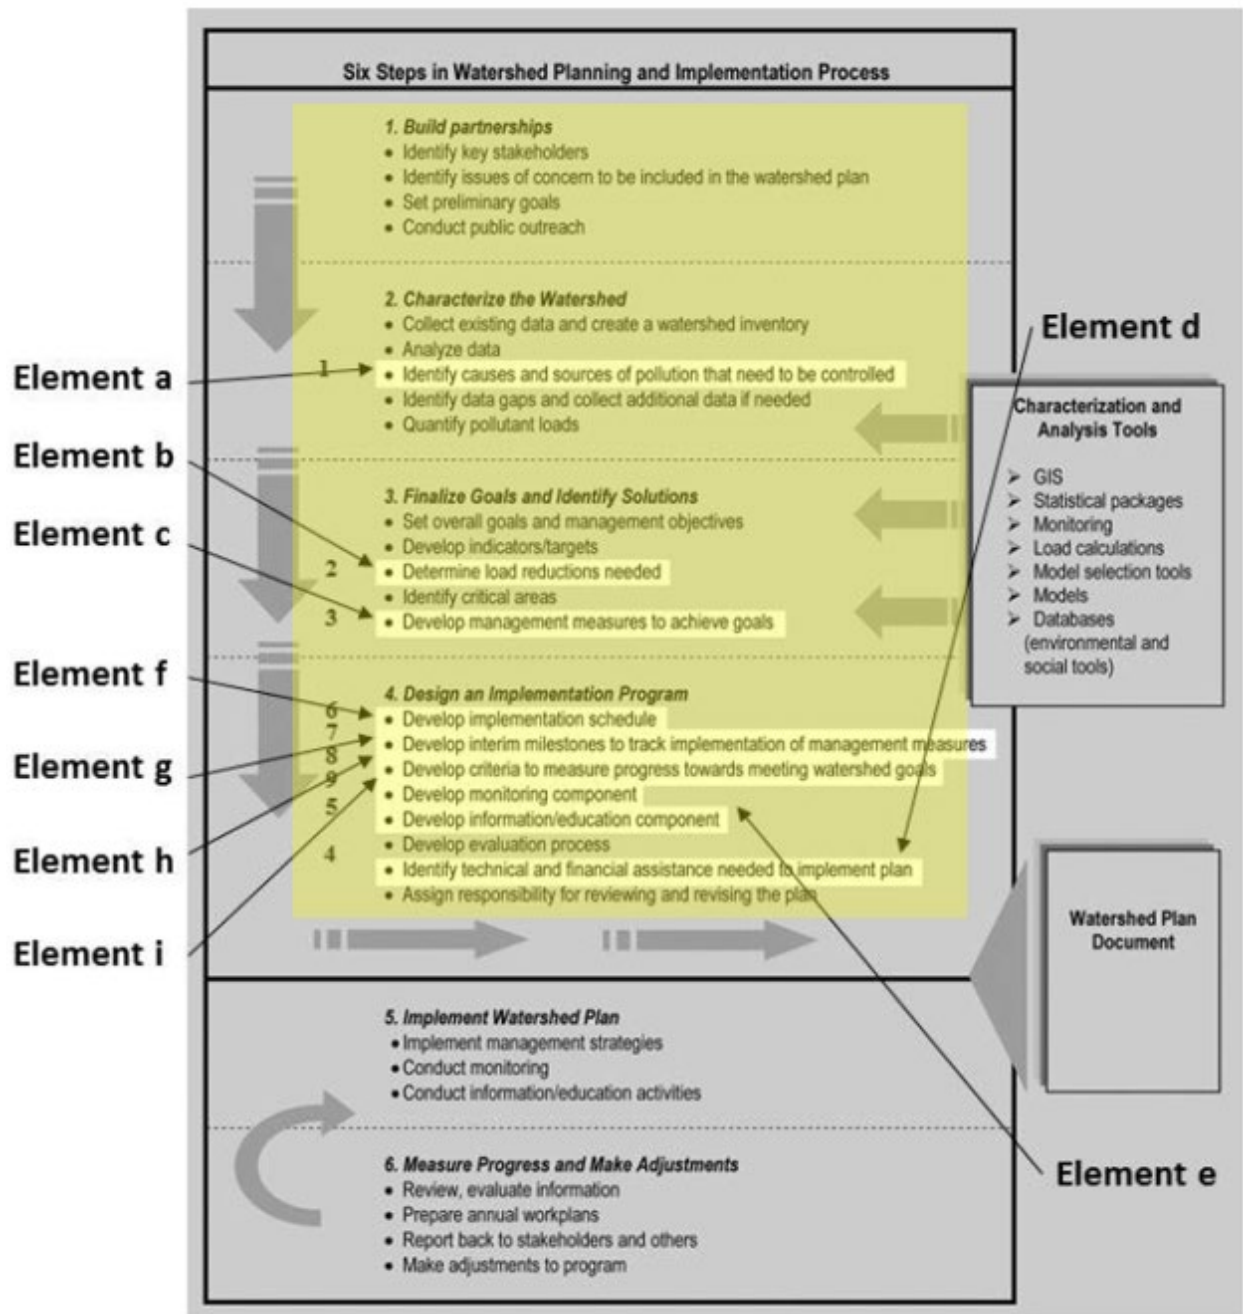 Six Steps in Watershed Planning and Implementation Process
1. Build partnerships
• Identify key stakeholders
• Identify issues of concern to be included in the watershed plan
• Set preliminary goals
• Conduct public outreach
2. Characterize the Watershed
• Collect existing data and create a watershed inventory
• Analyze data
Element a
1
• Identify causes and sources of pollution that need to be controlled
• Identify data gaps and collect additional data if needed
• Quantify pollutant loads
Element b
3. Finalize Goals and Identify Solutions
• Set overall goals and management objectives
Element c
• Develop indicators/targets
2
• Determine load reductions needed
• Identify critical areas
3
• Develop management measures to achieve goals
Element f
4. Design an Implementation Program
6
• Develop implementation schedule
7
• Develop interim milestones to track implementation of management measures
Element g
8
• Develop criteria to measure progress towards meeting watershed goals
9
• Develop monitoring component
5
• Develop information/education component
• Develop evaluation process
Element h
4
• Identify technical and financial assistance needed to implement plan
• Assign responsibility for reviewing and revising the plan
Element i
5. Implement Watershed Plan
• Implement management strategies
• Conduct monitoring
• Conduct information/education activities
6. Measure Progress and Make Adjustments
• Review, evaluate information
• Prepare annual workplans
• Report back to stakeholders and others
• Make adjustments to program
Element d
Characterization and
Analysis Tools
➢ GIS
➢ Statistical packages
➢ Monitoring
➢ Load calculations
➢ Model selection tools
➢ Models
➢ Databases
(environmental and
social tools)
Watershed Plan
Document
Element e